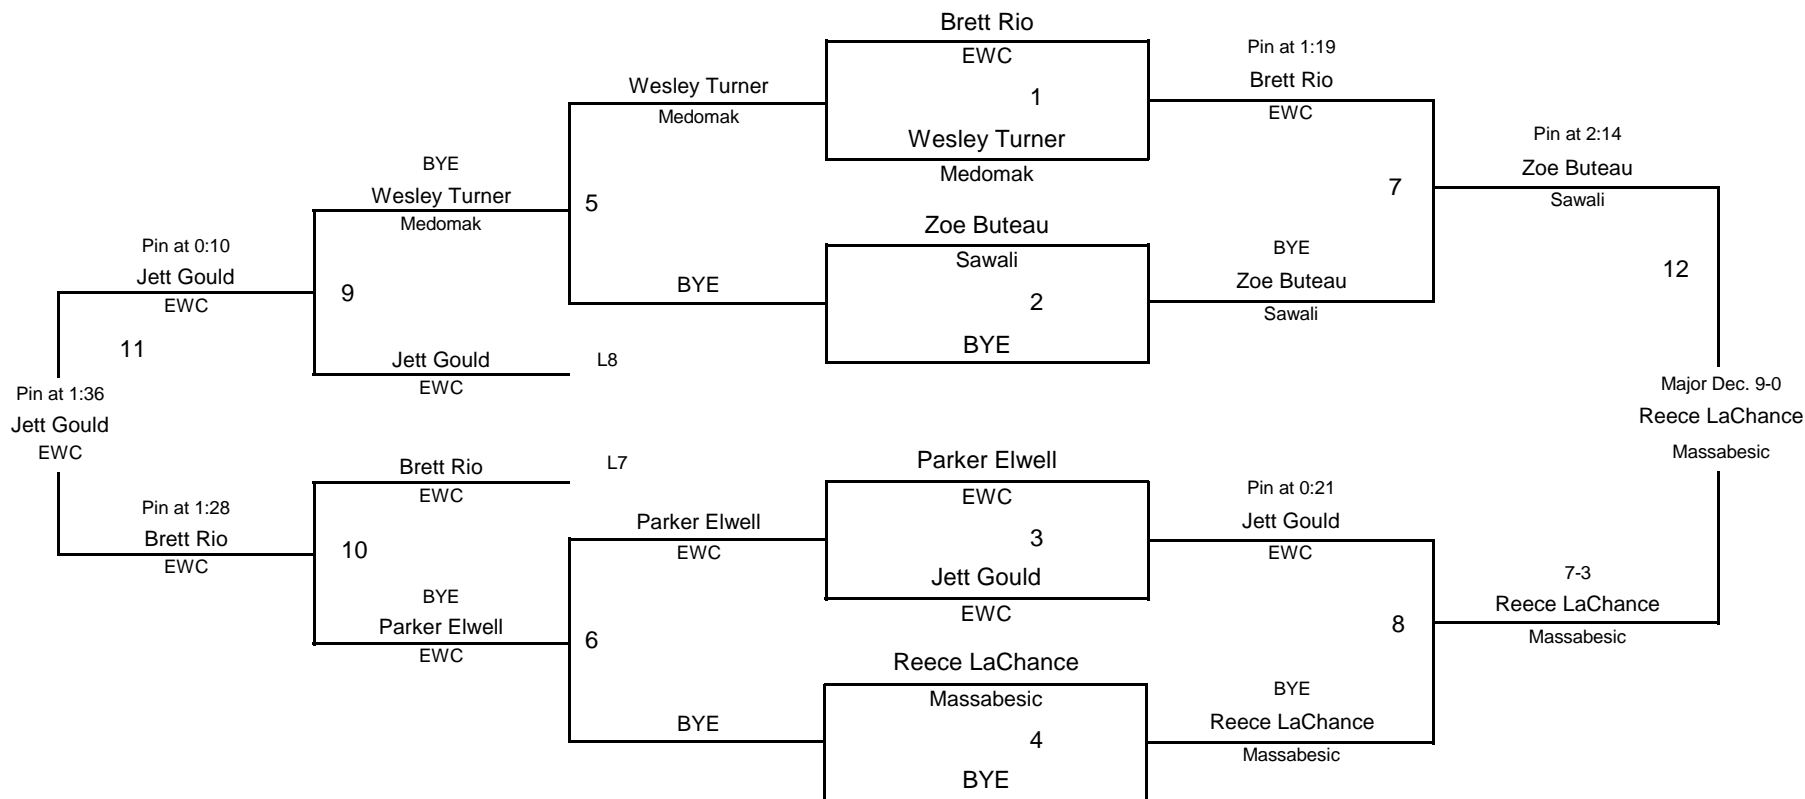 Brett Rio
EWC
Pin at 1:19
Wesley Turner
Brett Rio
1
Medomak
EWC
Wesley Turner
Pin at 2:14
BYE
Medomak
Zoe Buteau
Wesley Turner
7
5
Sawali
Medomak
Zoe Buteau
Pin at 0:10
BYE
Sawali
Jett Gould
BYE
Zoe Buteau
12
9
2
EWC
Sawali
11
BYE
Jett Gould
L8
EWC
Pin at 1:36
Major Dec. 9-0
Jett Gould
Reece LaChance
EWC
Massabesic
Brett Rio
L7
Parker Elwell
EWC
EWC
Pin at 1:28
Pin at 0:21
Parker Elwell
Jett Gould
Brett Rio
3
10
EWC
EWC
EWC
7-3
Jett Gould
BYE
Reece LaChance
EWC
Parker Elwell
8
6
Massabesic
EWC
Reece LaChance
Massabesic
BYE
BYE
Reece LaChance
4
Massabesic
BYE